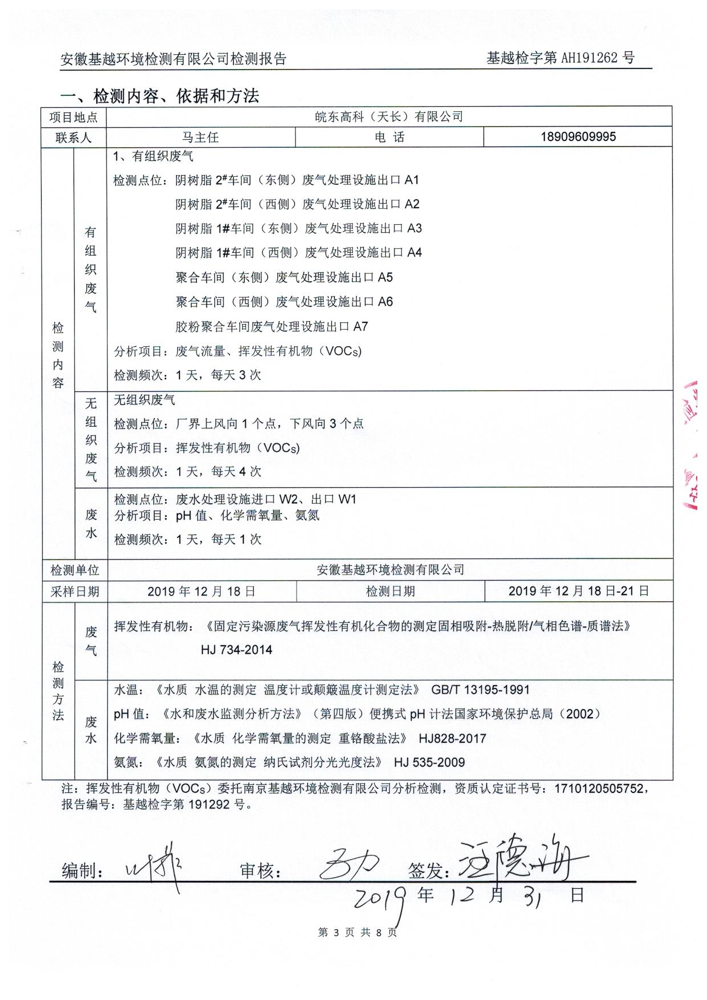 安徽基越环境检测有限公司检测报告 基越检字第 AH191262 号
一、检测内容、依据和方法
项目地点 皖东高科（天长）有限公司
联系人 马主任 电 话 18909609995
检测内容
有组织废气
1、有组织废气
检测点位：阴树脂 2#车间（东侧）废气处理设施出口 A1
阴树脂 2#车间（西侧）废气处理设施出口 A2
阴树脂 1#车间（东侧）废气处理设施出口 A3
阴树脂 1#车间（西侧）废气处理设施出口 A4
聚合车间（东侧）废气处理设施出口 A5
聚合车间（西侧）废气处理设施出口 A6
胶粉聚合车间废气处理设施出口 A7
分析项目：废气流量、挥发性有机物（VOCs)
检测频次：1 天，每天 3 次
无组织废气
无组织废气
检测点位：厂界上风向 1 个点，下风向 3 个点
分析项目：挥发性有机物（VOCs)
检测频次：1 天，每天 4 次
废水
检测点位：废水处理设施进口 W2、出口 W1
分析项目：pH 值、化学需氧量、氨氮
检测频次：1 天，每天 1 次
检测单位 安徽基越环境检测有限公司
采样日期 2019 年 12 月 18 日 检测日期 2019 年 12 月 18 日-21 日
检测方法
废气
挥发性有机物：《固定污染源废气挥发性有机化合物的测定固相吸附-热脱附/气相色谱-质谱法》
HJ 734-2014
废水
水温：《水质 水温的测定 温度计或颠簸温度计测定法》 GB/T 13195-1991
pH 值：《水和废水监测分析方法》（第四版）便携式 pH 计法国家环境保护总局（2002）
化学需氧量：《水质 化学需氧量的测定 重铬酸盐法》 HJ828-2017
氨氮：《水质 氨氮的测定 纳氏试剂分光光度法》 HJ 535-2009
注：挥发性有机物（VOCs）委托南京基越环境检测有限公司分析检测，资质认定证书号：1710120505752，
报告编号：基越检字第 191292 号。
编制： 审核： 签发：汪德海
2019 年 12 月 31 日
第 3 页 共 8 页